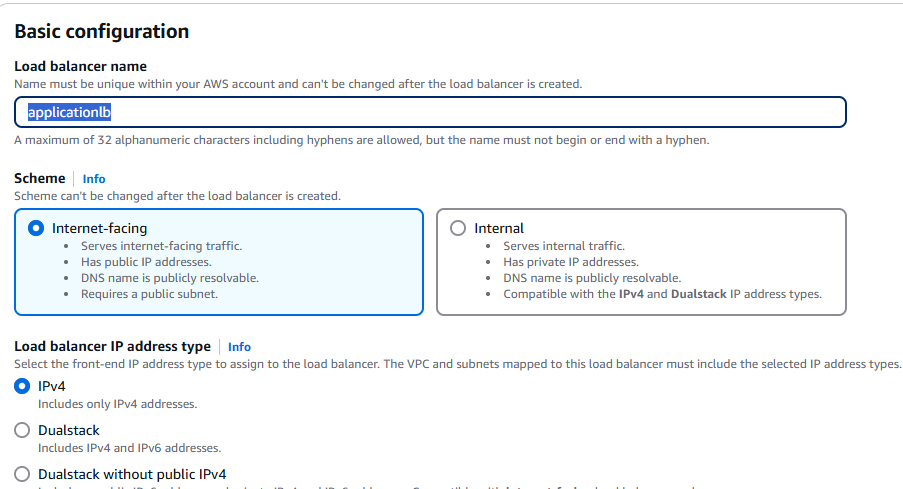 Basic configuration
Load balancer name
Name must be unique within your AWS account and can't be changed after the load balancer is created.
applicationlb
A maximum of 32 alphanumeric characters including hyphens are allowed, but the name must not begin or end with a hyphen.
Scheme Info
Scheme can't be changed after the load balancer is created.
Internet-facing
• Serves internet-facing traffic.
• Has public IP addresses.
• DNS name is publicly resolvable.
• Requires a public subnet.
Internal
• Serves internal traffic.
• Has private IP addresses.
• DNS name is publicly resolvable.
• Compatible with the IPv4 and Dualstack IP address types.
Load balancer IP address type Info
Select the front-end IP address type to assign to the load balancer. The VPC and subnets mapped to this load balancer must include the selected IP address types.
IPv4
Includes only IPv4 addresses.
Dualstack
Includes IPv4 and IPv6 addresses.
Dualstack without public IPv4